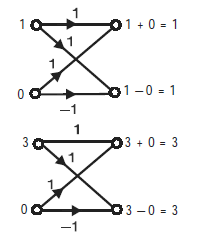 1
1 1 + 0 = 1
1
1
0 1 – 0 = 1
–1
1
3 3 + 0 = 3
1
1
0 3 – 0 = 3
–1